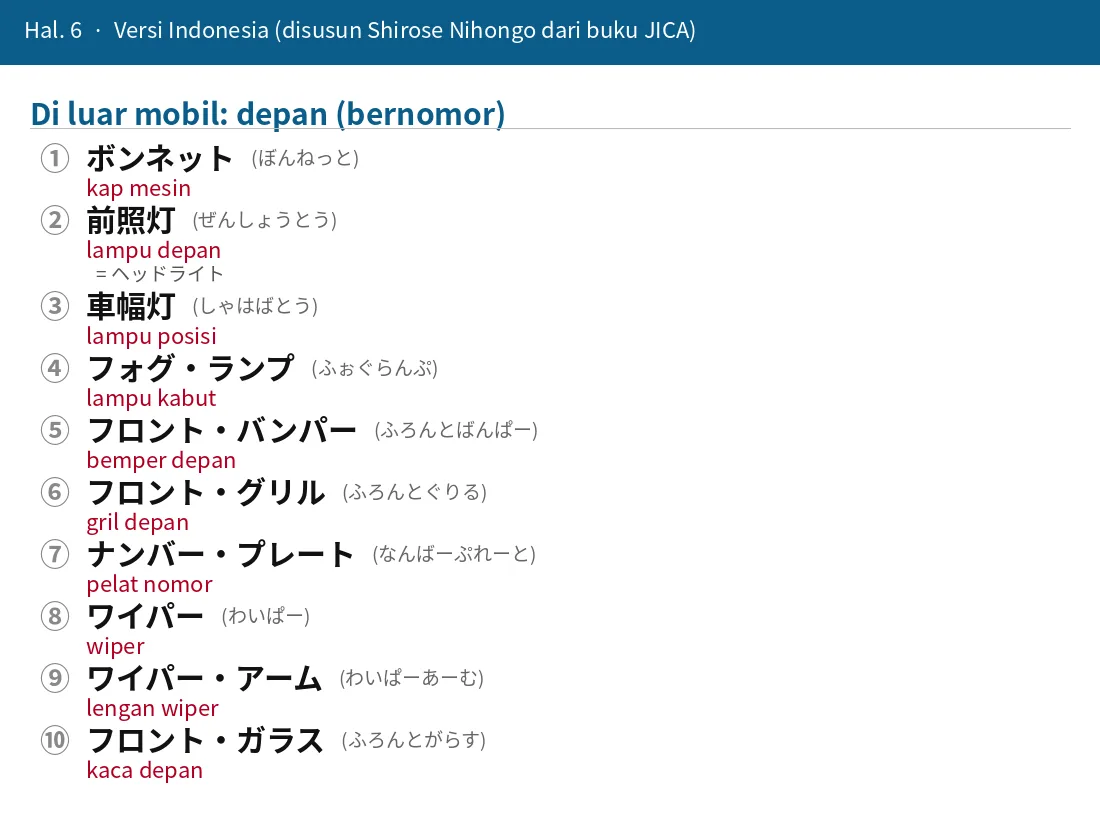 Hal. 6 · Versi Indonesia (disusun Shirose Nihongo dari buku JICA)
Di luar mobil: depan (bernomor)
① ボンネット (ぼんねっと)
kap mesin
② 前照灯 (ぜんしょうとう)
lampu depan
= ヘッドライト
③ 車幅灯 (しゃはばとう)
lampu posisi
④ フォグ・ランプ (ふぉぐらんぷ)
lampu kabut
⑤ フロント・バンパー (ふろんとばんぱー)
bemper depan
⑥ フロント・グリル (ふろんとぐりる)
gril depan
⑦ ナンバー・プレート (なんばーぷれーと)
pelat nomor
⑧ ワイパー (わいぱー)
wiper
⑨ ワイパー・アーム (わいぱーあーむ)
lengan wiper
⑩ フロント・ガラス (ふろんとがらす)
kaca depan